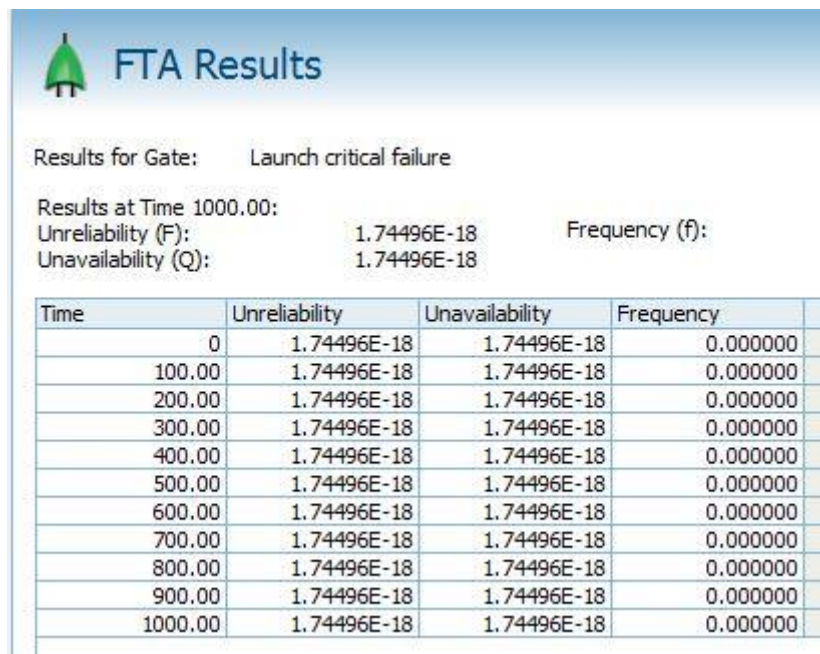 FTA Results
Results for Gate: Launch critical failure
Results at Time 1000.00:
Unreliability (F): 1.74496E-18 Frequency (f):
Unavailability (Q): 1.74496E-18
Time Unreliability Unavailability Frequency
0 1.74496E-18 1.74496E-18 0.000000
100.00 1.74496E-18 1.74496E-18 0.000000
200.00 1.74496E-18 1.74496E-18 0.000000
300.00 1.74496E-18 1.74496E-18 0.000000
400.00 1.74496E-18 1.74496E-18 0.000000
500.00 1.74496E-18 1.74496E-18 0.000000
600.00 1.74496E-18 1.74496E-18 0.000000
700.00 1.74496E-18 1.74496E-18 0.000000
800.00 1.74496E-18 1.74496E-18 0.000000
900.00 1.74496E-18 1.74496E-18 0.000000
1000.00 1.74496E-18 1.74496E-18 0.000000